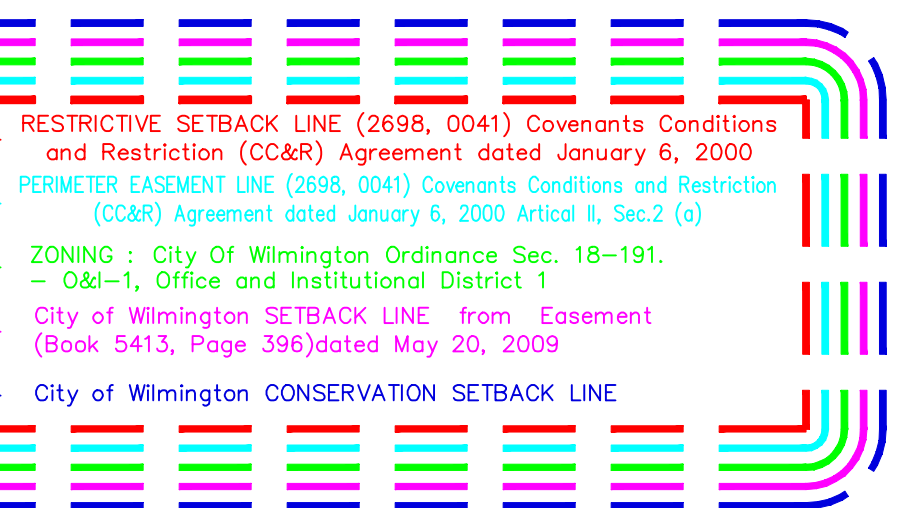 RESTRICTIVE SETBACK LINE (2698, 0041) Covenants Conditions
and Restriction (CC&R) Agreement dated January 6, 2000
PERIMETER EASEMENT LINE (2698, 0041) Covenants Conditions and Restriction
(CC&R) Agreement dated January 6, 2000 Artical II, Sec.2 (a)
ZONING : City Of Wilmington Ordinance Sec. 18-191.
- O&I-1, Office and Institutional District 1
City of Wilmington SETBACK LINE from Easement
(Book 5413, Page 396)dated May 20, 2009
City of Wilmington CONSERVATION SETBACK LINE